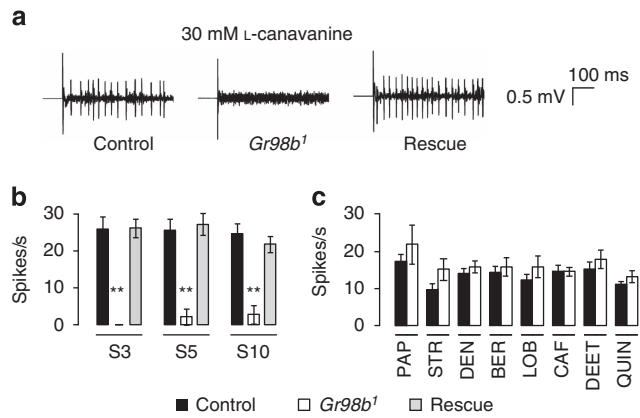 a
30 mM L-canavanine
100 ms
0.5 mV
Control
Gr98b¹
Rescue
b
Spikes/s
30
20
10
0
**
**
**
S3
S5
S10
c
Spikes/s
30
20
10
0
PAP
STR
DEN
BER
LOB
CAF
DEET
QUIN
Control
Gr98b¹
Rescue